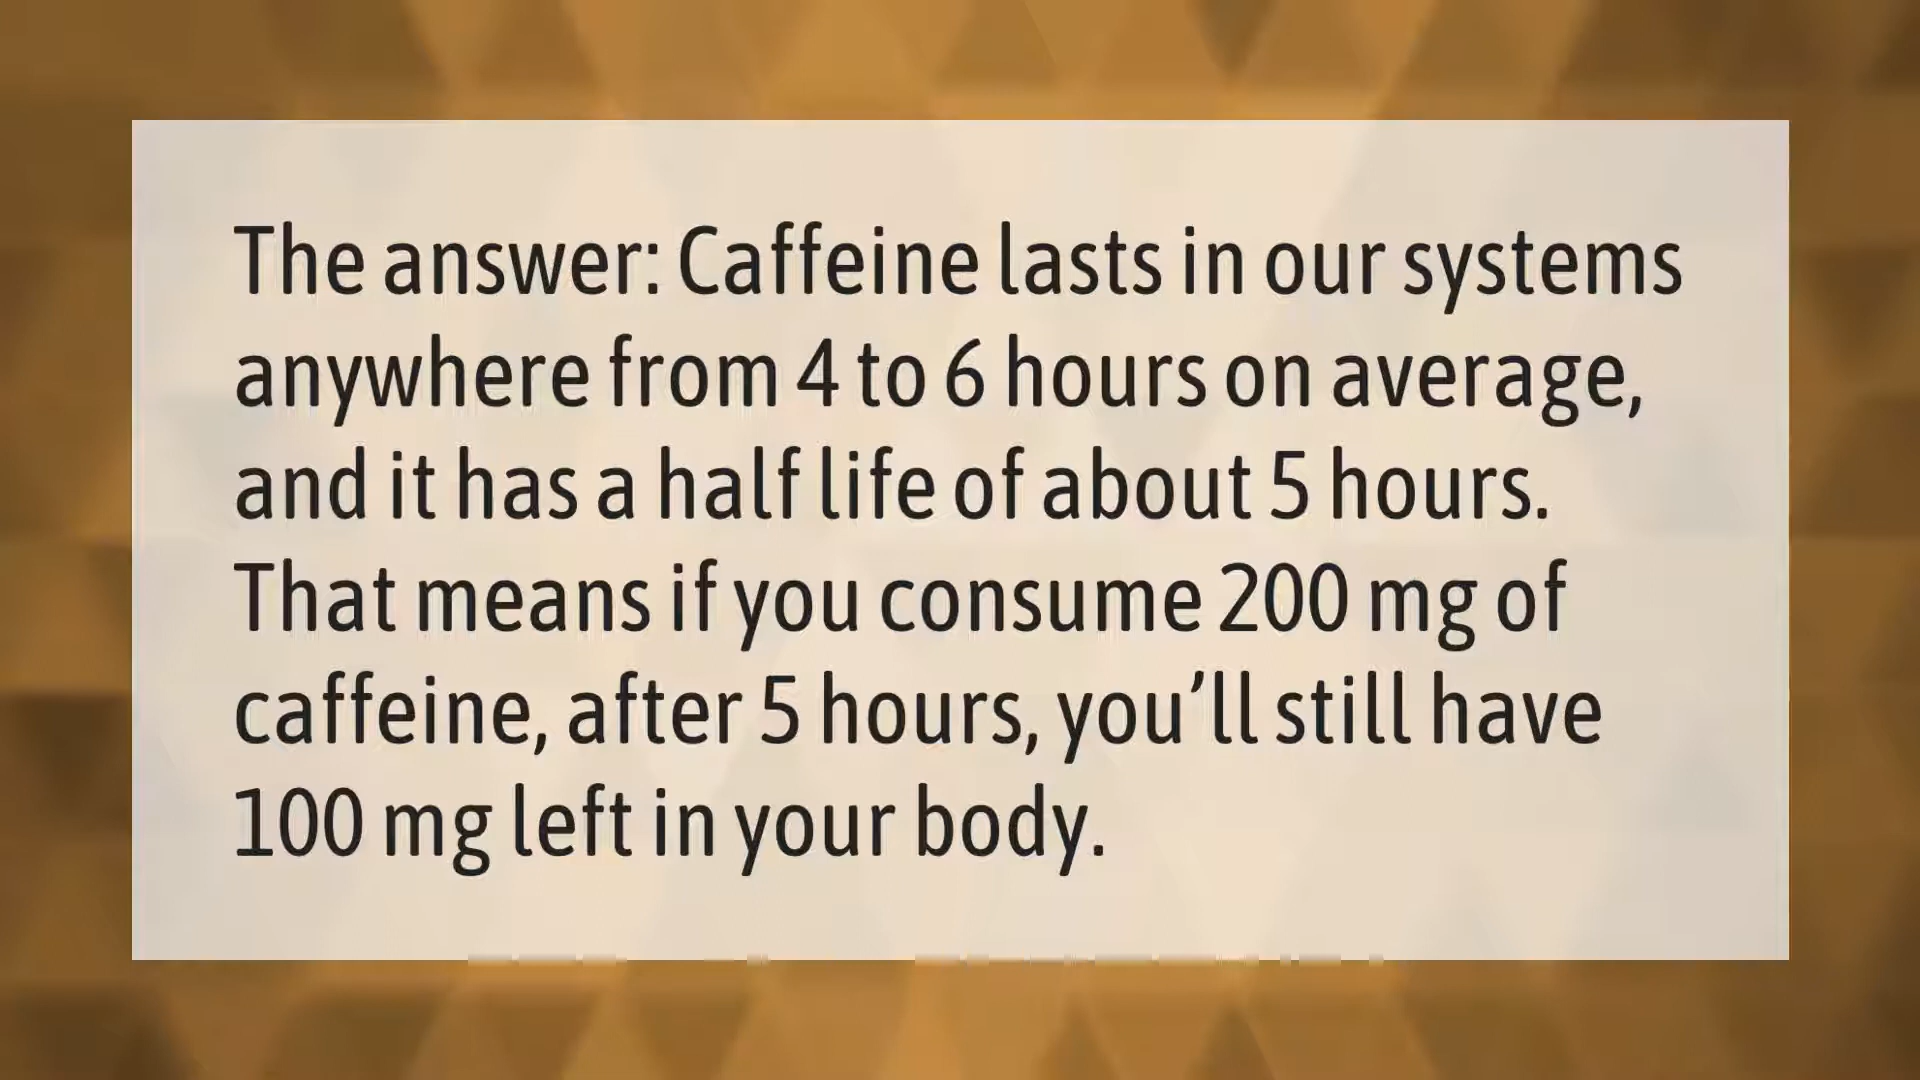 The answer: Caffeine lasts in our systems
anywhere from 4 to 6 hours on average,
and it has a half life of about 5 hours.
That means if you consume 200 mg of
caffeine, after 5 hours, you’ll still have
100 mg left in your body.